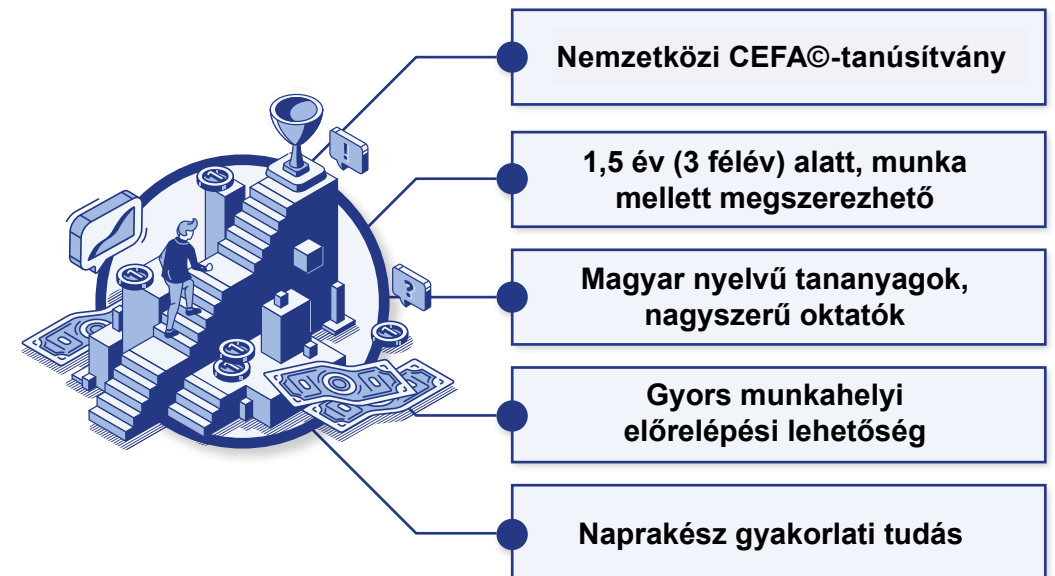 Nemzetközi CEFA©-tanúsítvány
1,5 év (3 félév) alatt, munka
mellett megszerezhető
Magyar nyelvű tananyagok,
nagyszerű oktatók
Gyors munkahelyi
előrelépési lehetőség
Naprakész gyakorlati tudás
!
?